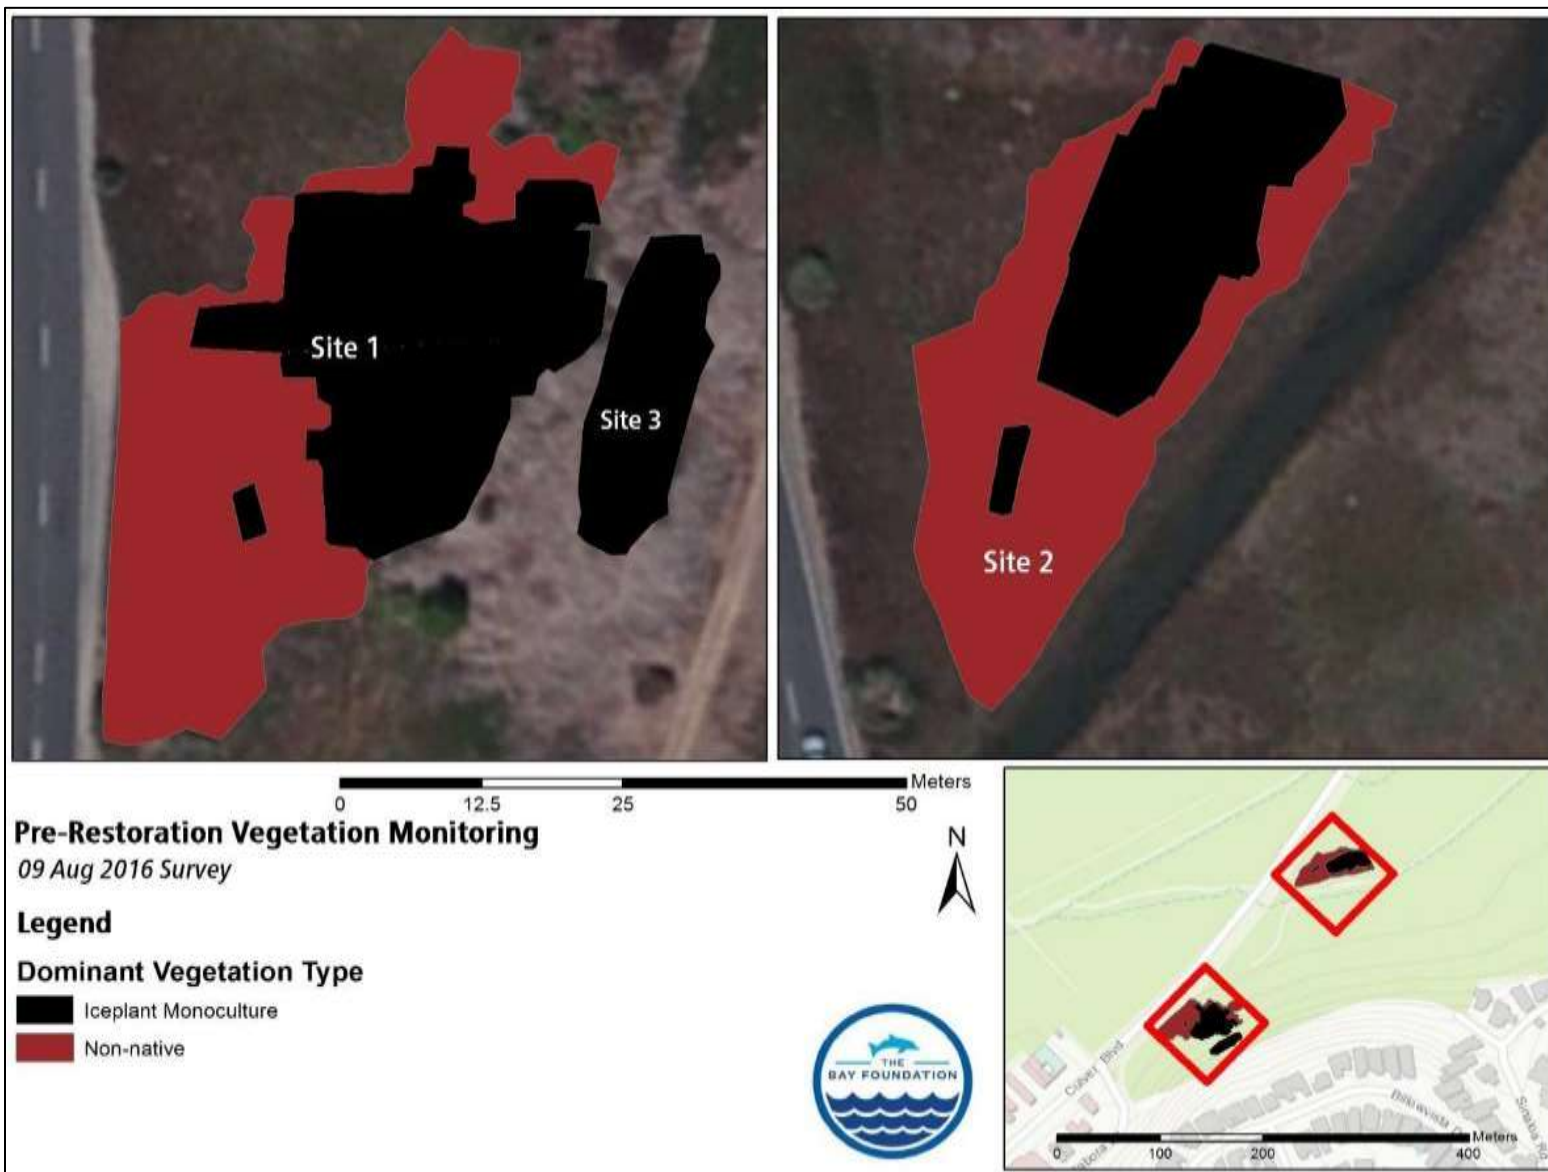 Site 1
Site 3
Site 2
Meters
0 12.5 25 50
Pre-Restoration Vegetation Monitoring
09 Aug 2016 Survey
N
Legend
Dominant Vegetation Type
Iceplant Monoculture
Non-native
THE
BAY FOUNDATION
Culver Blvd
Meters
0 100 200 400